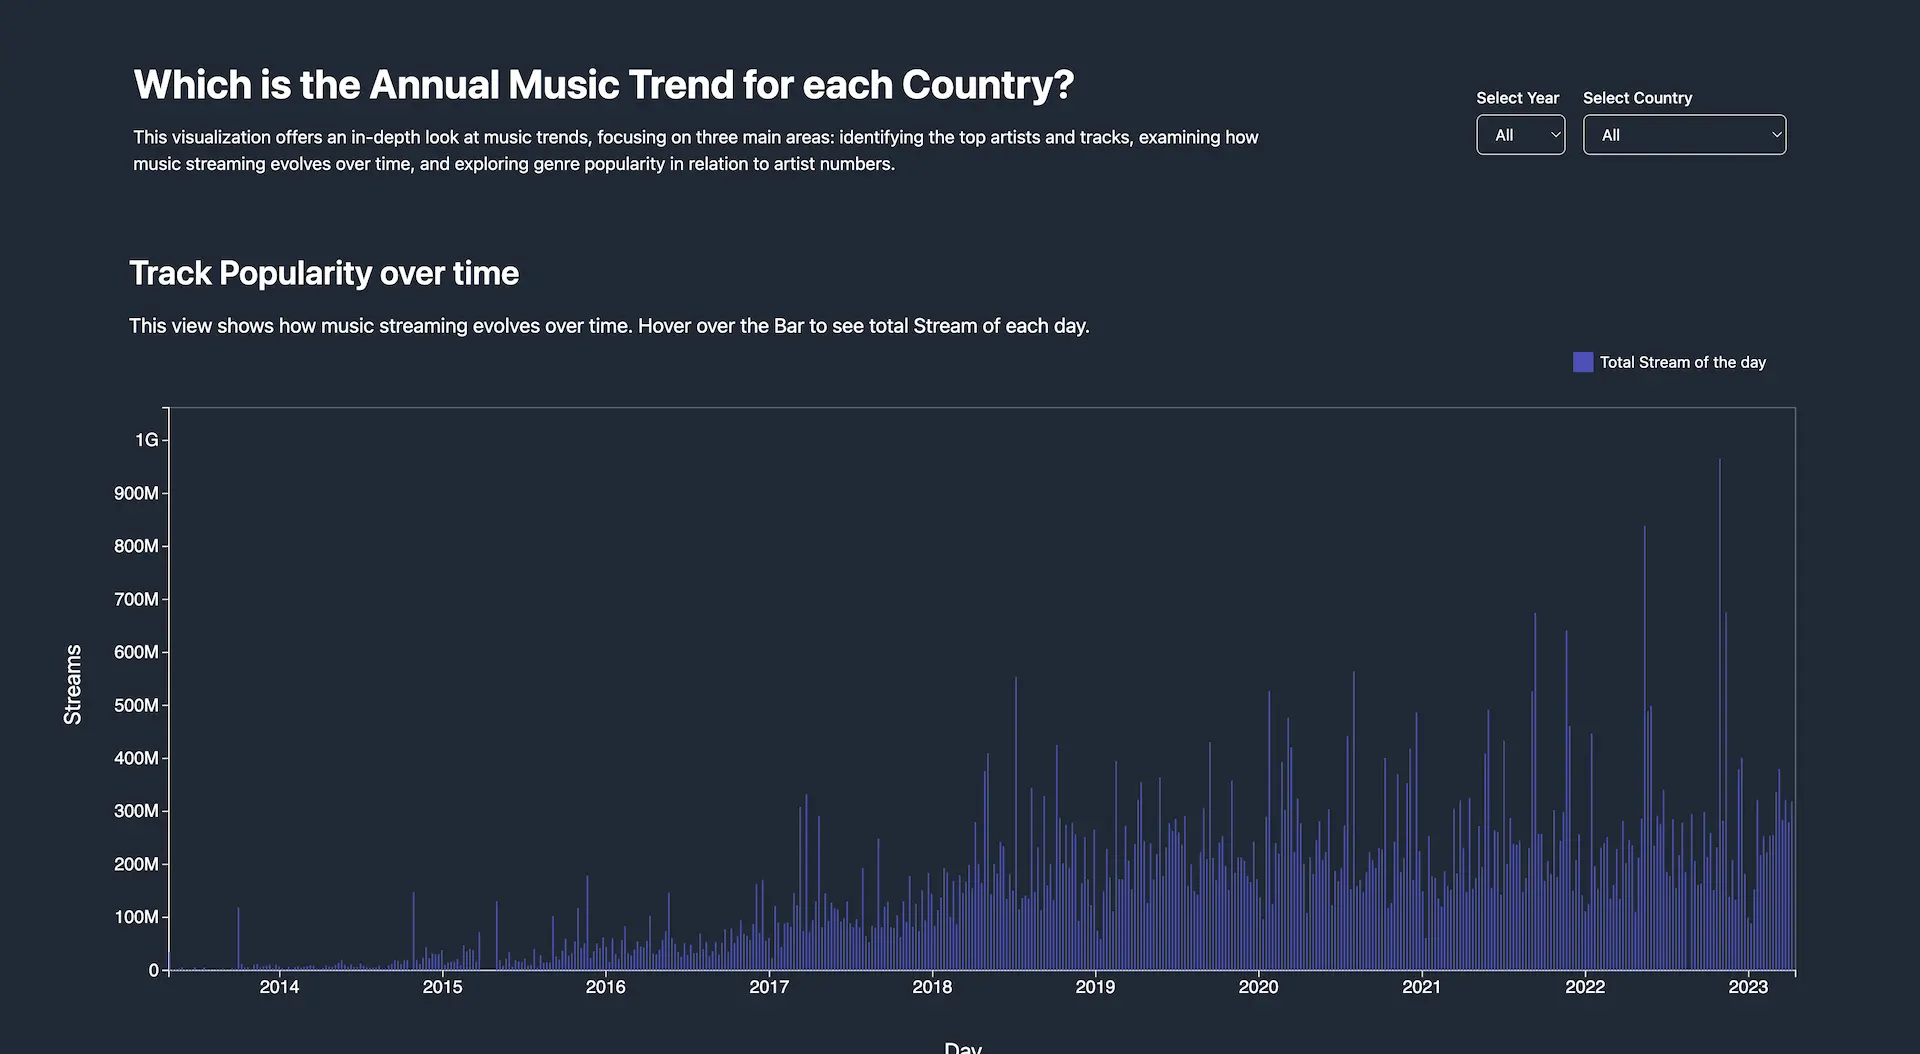 Which is the Annual Music Trend for each Country?
This visualization offers an in-depth look at music trends, focusing on three main areas: identifying the top artists and tracks, examining how
music streaming evolves over time, and exploring genre popularity in relation to artist numbers.
Select Year
All
Select Country
All
Track Popularity over time
This view shows how music streaming evolves over time. Hover over the Bar to see total Stream of each day.
Total Stream of the day
Streams
1G
900M
800M
700M
600M
500M
400M
300M
200M
100M
0
2014 2015 2016 2017 2018 2019 2020 2021 2022 2023
Day